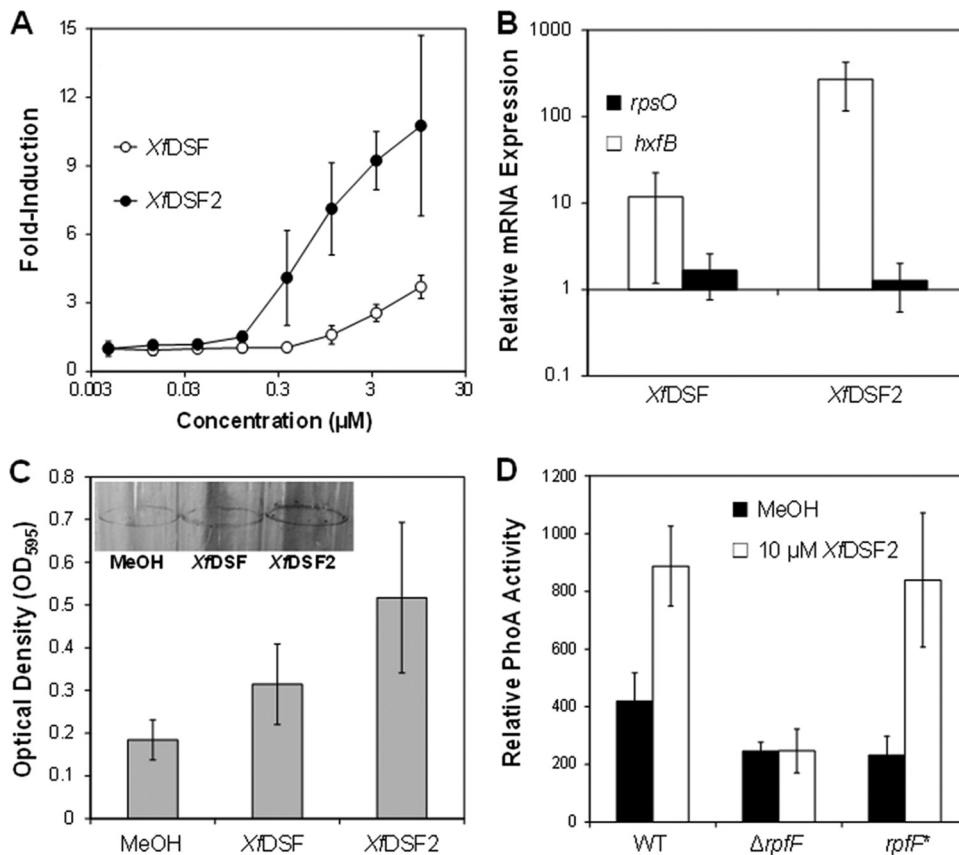 A
15
12
9
6
3
0
Fold-Induction
XfDSF
XfDSF2
0.003
0.03
0.3
3
30
Concentration (µM)
B
1000
100
10
1
0.1
Relative mRNA Expression
rpsO
hxfB
XfDSF
XfDSF2
C
0.8
0.7
0.6
0.5
0.4
0.3
0.2
0.1
0
Optical Density (OD595)
MeOH
XfDSF
XfDSF2
MeOH
XfDSF
XfDSF2
D
1200
1000
800
600
400
200
0
Relative PhoA Activity
MeOH
10 µM XfDSF2
WT
ΔrpfF
rpfF*